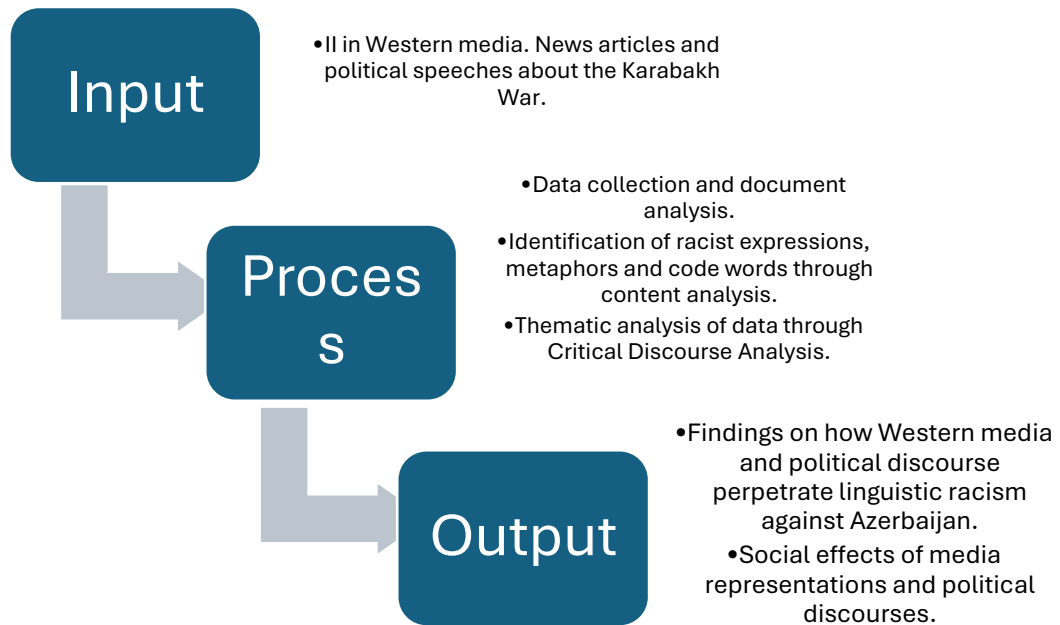 Input
•II in Western media. News articles and
political speeches about the Karabakh
War.
Proces
s
•Data collection and document
analysis.
•Identification of racist expressions,
metaphors and code words through
content analysis.
•Thematic analysis of data through
Critical Discourse Analysis.
Output
•Findings on how Western media
and political discourse
perpetrate linguistic racism
against Azerbaijan.
•Social effects of media
representations and political
discourses.